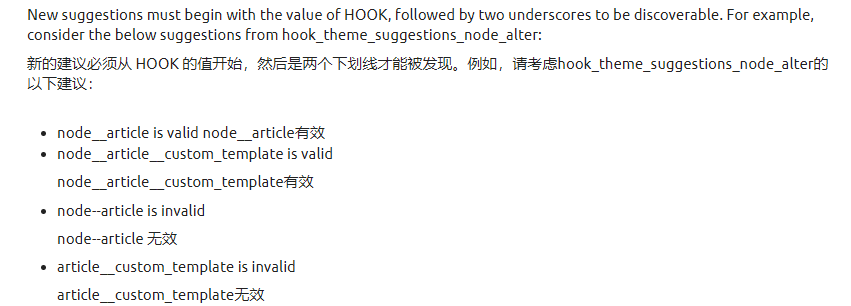 New suggestions must begin with the value of HOOK, followed by two underscores to be discoverable. For example,
consider the below suggestions from hook_theme_suggestions_node_alter:
新的建议必须从 HOOK 的值开始，然后是两个下划线才能被发现。例如，请考虑hook_theme_suggestions_node_alter的
以下建议：
• node__article is valid node__article有效
• node__article__custom_template is valid
node__article__custom_template有效
• node--article is invalid
node--article 无效
• article__custom_template is invalid
article__custom_template无效